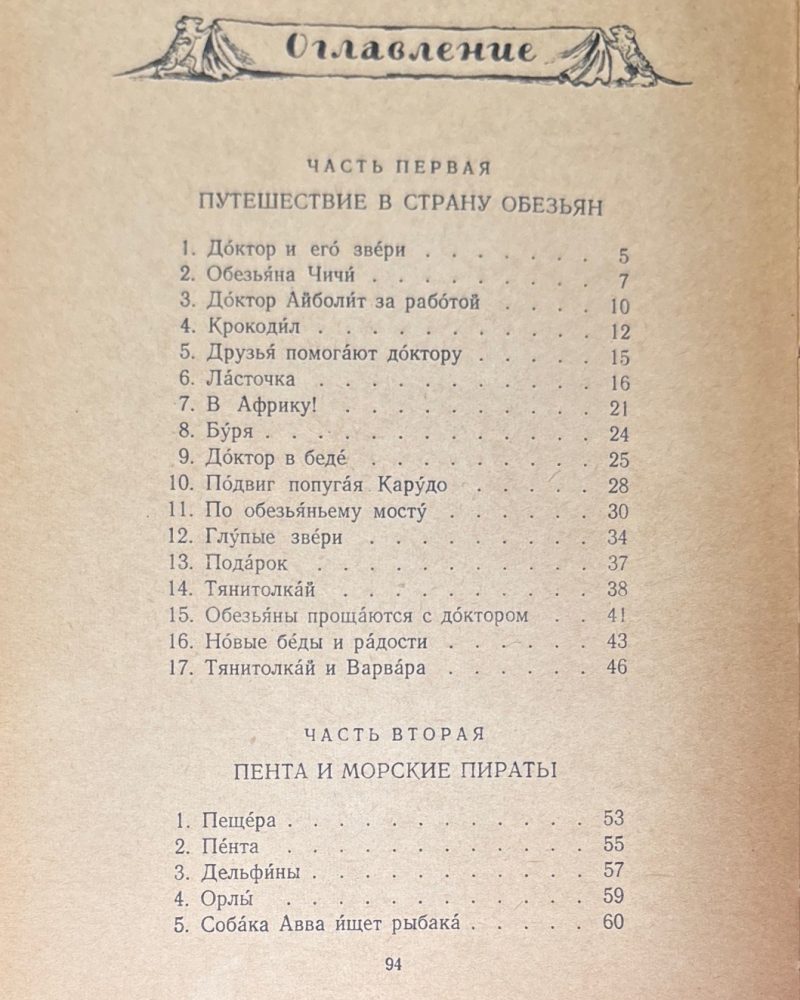 Оглавление
ЧАСТЬ ПЕРВАЯ
ПУТЕШЕСТВИЕ В СТРАНУ ОБЕЗЬЯН
1. До́ктор и его́ зве́ри . . . . . . . 5
2. Обезья́на Чичи́ . . . . . . . . . 7
3. До́ктор Айболи́т за рабо́той . . . . 10
4. Крокоди́л . . . . . . . . . . . 12
5. Друзья́ помога́ют до́ктору . . . . . 15
6. Ла́сточка . . . . . . . . . . . 16
7. В Африку! . . . . . . . . . . 21
8. Бу́ря . . . . . . . . . . . . . 24
9. До́ктор в беде́ . . . . . . . . . 25
10. По́двиг попуга́я Кару́до . . . . . 28
11. По обезья́ньему мосту́ . . . . . . 30
12. Глу́пые зве́ри . . . . . . . . . 34
13. Пода́рок . . . . . . . . . . . 37
14. Тянитолка́й . . . . . . . . . . 38
15. Обезья́ны проща́ются с до́ктором . . 41
16. Но́вые бе́ды и ра́дости . . . . . . 43
17. Тянитолка́й и Варва́ра . . . . . . 46
ЧАСТЬ ВТОРАЯ
ПЕНТА И МОРСКИЕ ПИРАТЫ
1. Пеще́ра . . . . . . . . . . . . 53
2. Пе́нта . . . . . . . . . . . . 55
3. Дельфи́ны . . . . . . . . . . . 57
4. Орлы́ . . . . . . . . . . . . 59
5. Соба́ка Авва и́щет рыбака́ . . . . . 60
94